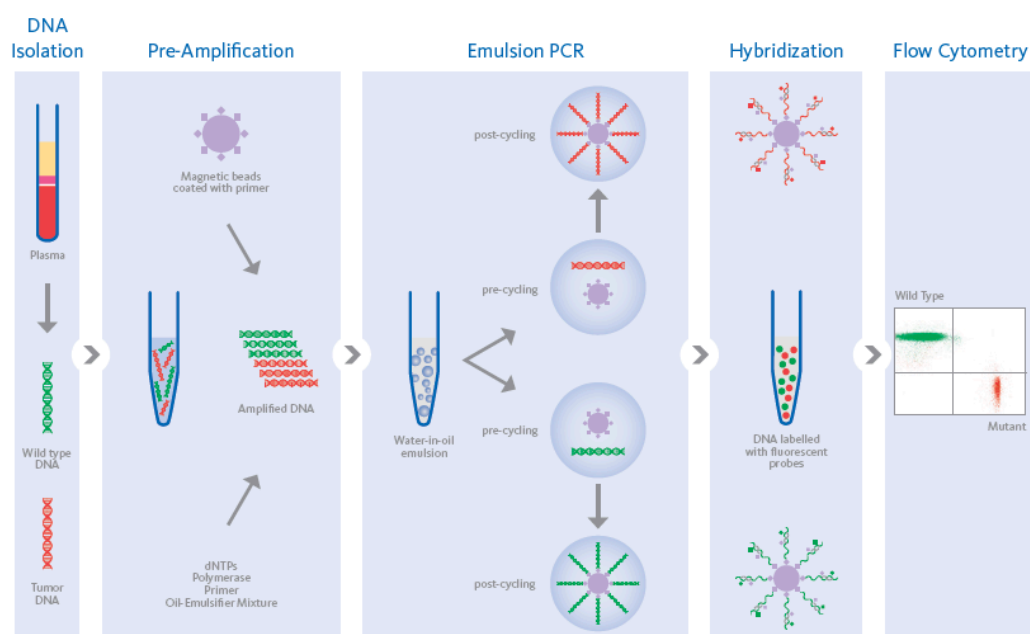 DNA
Isolation
Pre-Amplification
Emulsion PCR
Hybridization
Flow Cytometry
Plasma
Wild type
DNA
Tumor
DNA
Magnetic beads
coated with primer
Amplified DNA
dNTPs
Polymerase
Primer
Oil-Emulsifier Mixture
post-cycling
pre-cycling
Water-in-oil
emulsion
pre-cycling
post-cycling
DNA labelled
with fluorescent
probes
Wild Type
Mutant